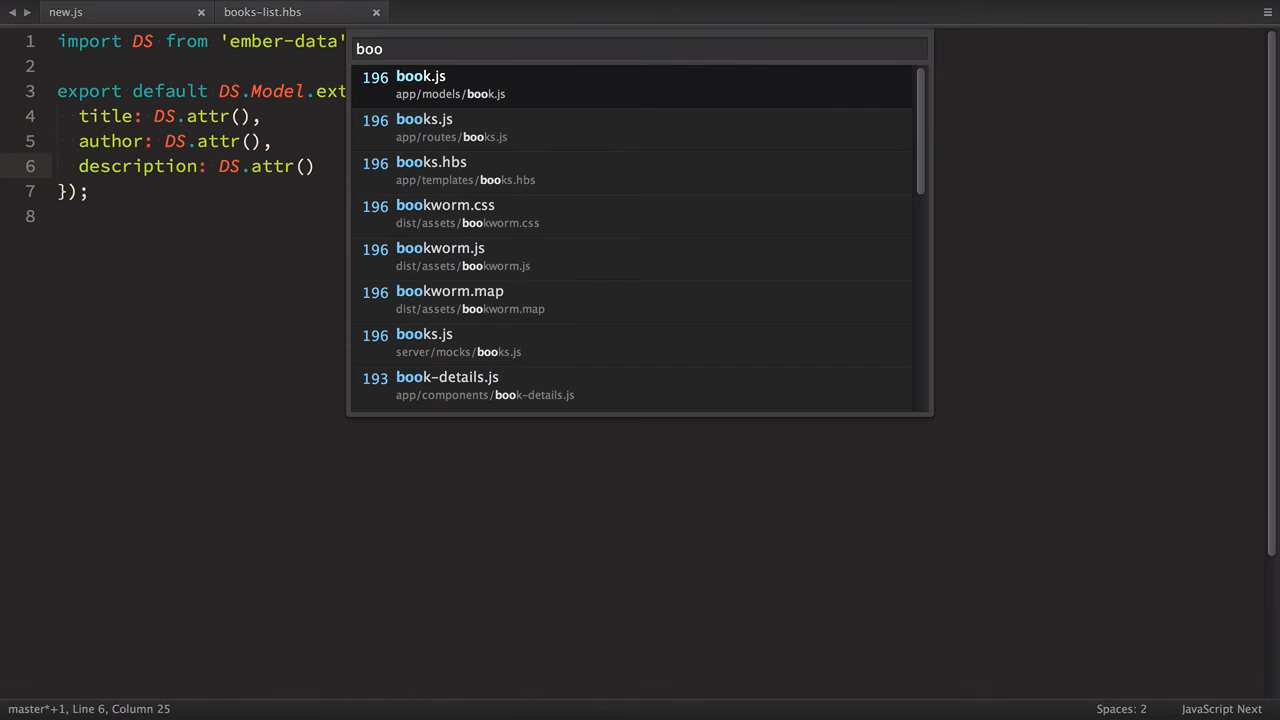 new.js
books-list.hbs
1 import DS from 'ember-data'
2
3 export default DS.Model.ext
4 title: DS.attr(),
5 author: DS.attr(),
6 description: DS.attr()
7 });
8
boo
196 book.js
app/models/book.js
196 books.js
app/routes/books.js
196 books.hbs
app/templates/books.hbs
196 bookworm.css
dist/assets/bookworm.css
196 bookworm.js
dist/assets/bookworm.js
196 bookworm.map
dist/assets/bookworm.map
196 books.js
server/mocks/books.js
193 book-details.js
app/components/book-details.js
master*+1, Line 6, Column 25
Spaces: 2
JavaScript Next